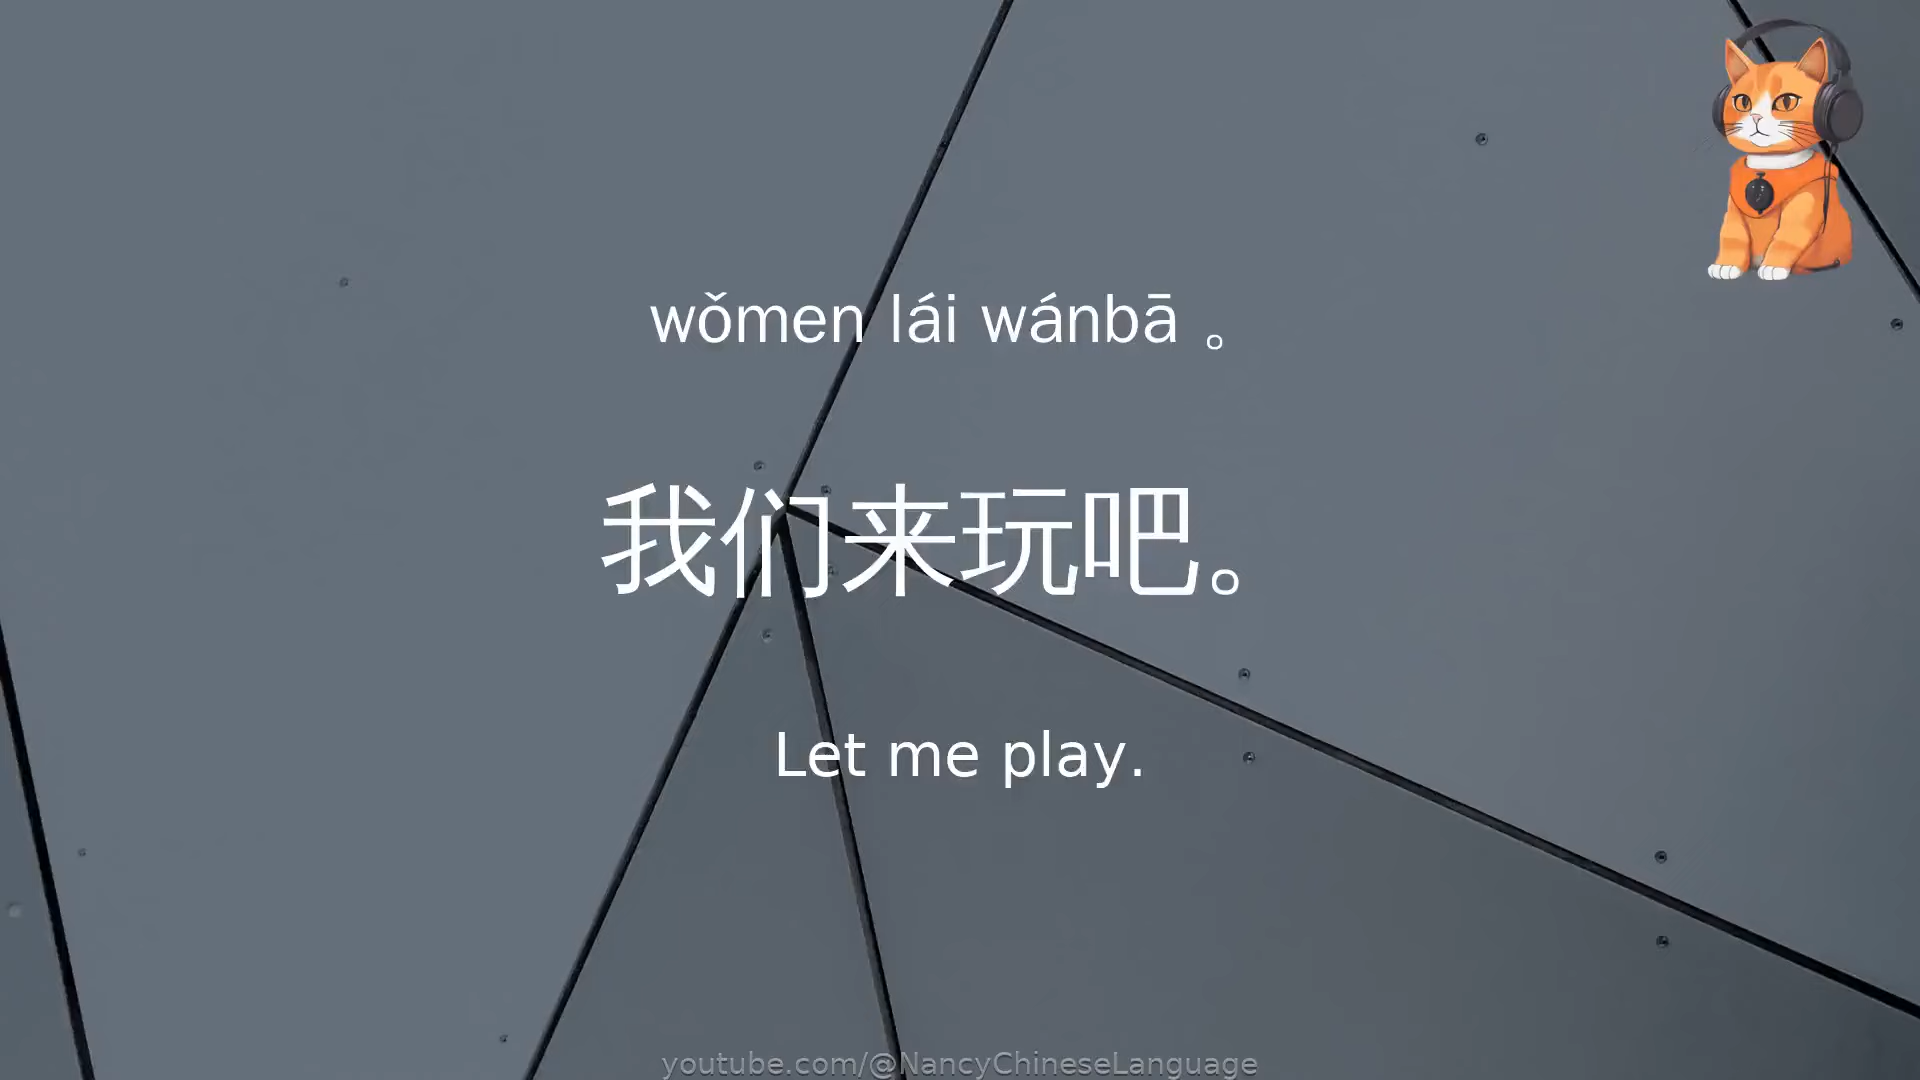 wǒmen lái wánbā 。
我们来玩吧。
Let me play.
youtube.com/@NancyChineseLanguage